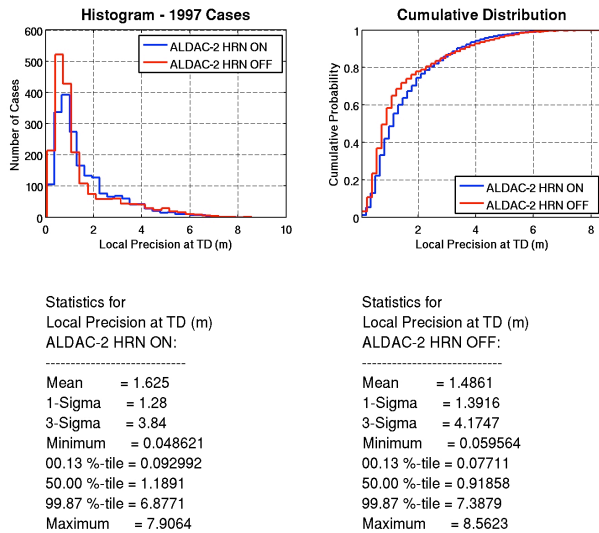 Histogram - 1997 Cases
Number of Cases
600
500
400
300
200
100
0
ALDAC-2 HRN ON
ALDAC-2 HRN OFF
0 2 4 6 8 10
Local Precision at TD (m)
Cumulative Distribution
Cumulative Probability
1
0.8
0.6
0.4
0.2
0
ALDAC-2 HRN ON
ALDAC-2 HRN OFF
0 2 4 6 8
Local Precision at TD (m)
Statistics for
Local Precision at TD (m)
ALDAC-2 HRN ON:
----------------------------
Mean = 1.625
1-Sigma = 1.28
3-Sigma = 3.84
Minimum = 0.048621
00.13 %-tile = 0.092992
50.00 %-tile = 1.1891
99.87 %-tile = 6.8771
Maximum = 7.9064
Statistics for
Local Precision at TD (m)
ALDAC-2 HRN OFF:
----------------------------
Mean = 1.4861
1-Sigma = 1.3916
3-Sigma = 4.1747
Minimum = 0.059564
00.13 %-tile = 0.07711
50.00 %-tile = 0.91858
99.87 %-tile = 7.3879
Maximum = 8.5623